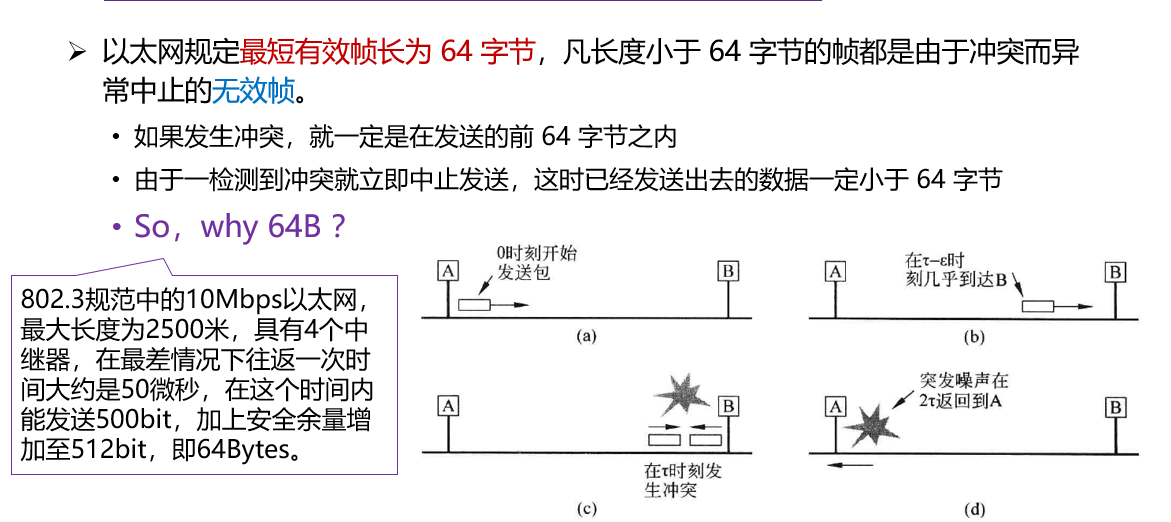 ➢ 以太网规定最短有效帧长为 64 字节，凡长度小于 64 字节的帧都是由于冲突而异
常中止的无效帧。
• 如果发生冲突，就一定是在发送的前 64 字节之内
• 由于一检测到冲突就立即中止发送，这时已经发送出去的数据一定小于 64 字节
• So，why 64B ？
802.3规范中的10Mbps以太网，
最大长度为2500米，具有4个中
继器，在最差情况下往返一次时
间大约是50微秒，在这个时间内
能发送500bit，加上安全余量增
加至512bit，即64Bytes。
A
0时刻开始
发送包
B
(a)
A
在τ-ε时
刻几乎到达B
B
(b)
A
B
在τ时刻发
生冲突
(c)
A
突发噪声在
2τ返回到A
B
(d)